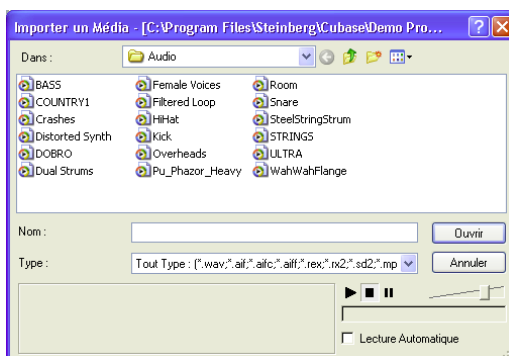 Importer un Média - [C:\Program Files\Steinberg\Cubase\Demo Pro...
Dans : Audio
BASS Female Voices Room
COUNTRY1 Filtered Loop Snare
Crashes HiHat SteelStringStrum
Distorted Synth Kick STRINGS
DOBRO Overheads ULTRA
Dual Strums Pu_Phazor_Heavy WahWahFlange
Nom : Ouvrir
Type : Tout Type : (*.wav;*.aif;*.aifc;*.aiff;*.rex;*.rx2;*.sd2;*.mp Annuler
Lecture Automatique